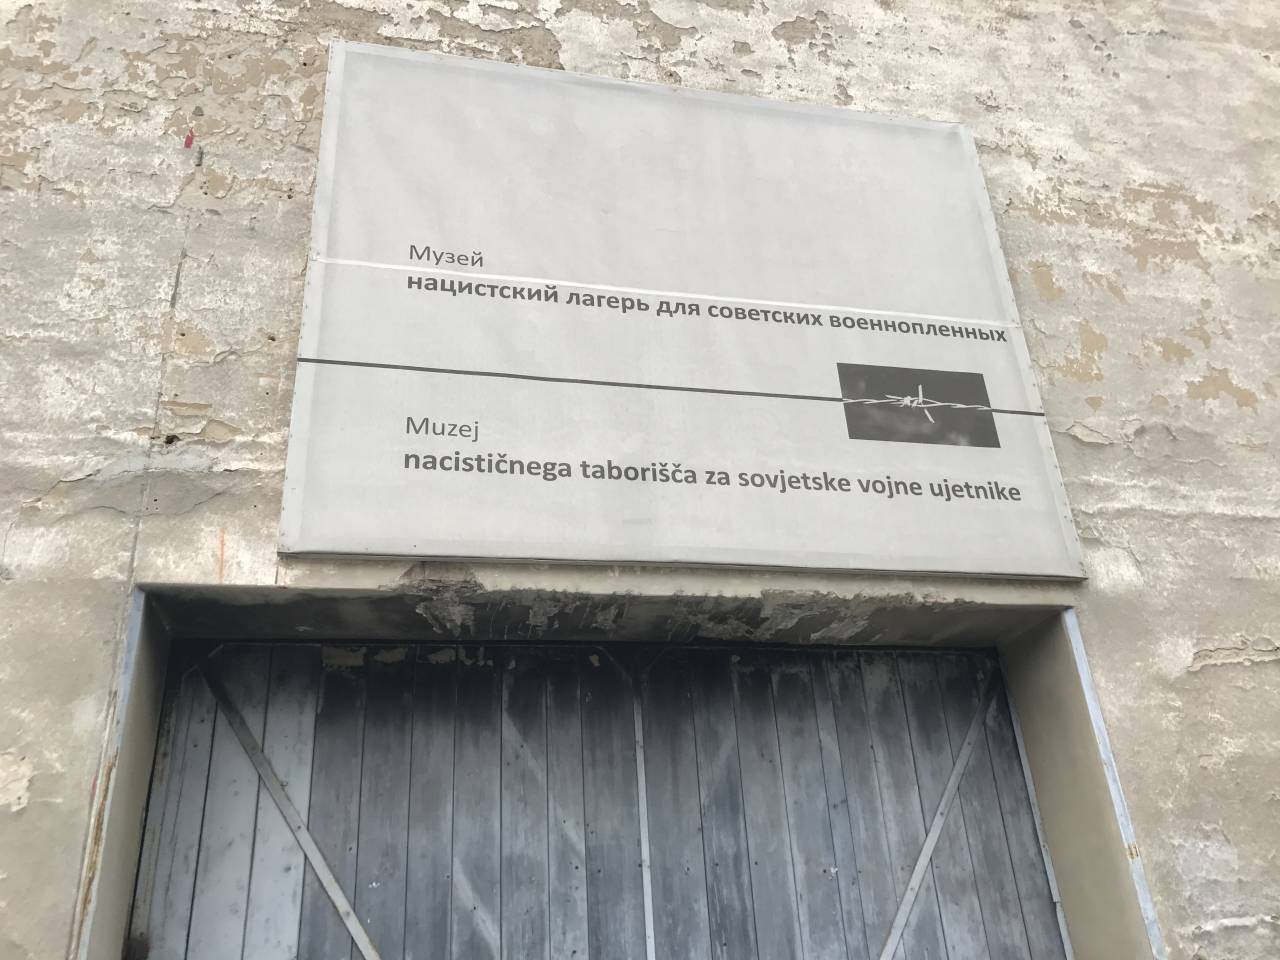 Музей
нацистский лагерь для советских военнопленных
Muzej
nacističnega taborišča za sovjetske vojne ujetnike